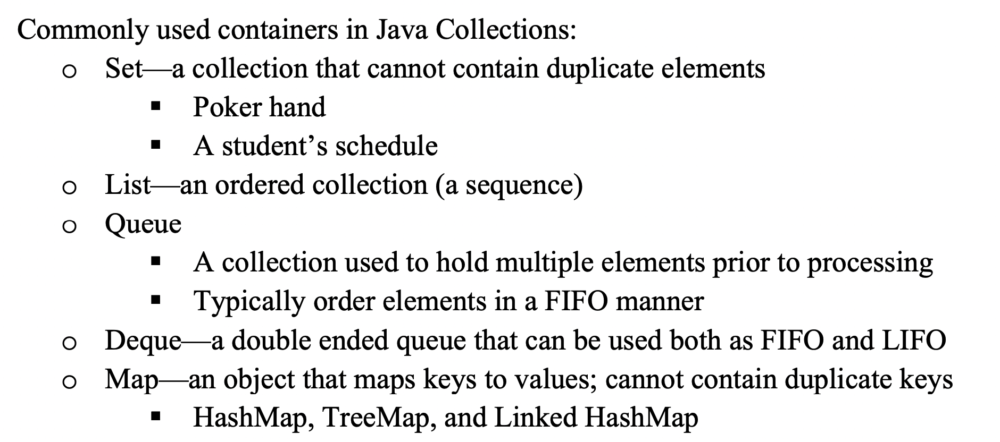 Commonly used containers in Java Collections:
o Set—a collection that cannot contain duplicate elements
▪ Poker hand
▪ A student’s schedule
o List—an ordered collection (a sequence)
o Queue
▪ A collection used to hold multiple elements prior to processing
▪ Typically order elements in a FIFO manner
o Deque—a double ended queue that can be used both as FIFO and LIFO
o Map—an object that maps keys to values; cannot contain duplicate keys
▪ HashMap, TreeMap, and Linked HashMap